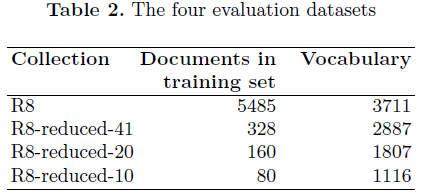 Table 2. The four evaluation datasets
Collection Documents in Vocabulary
training set
R8 5485 3711
R8-reduced-41 328 2887
R8-reduced-20 160 1807
R8-reduced-10 80 1116